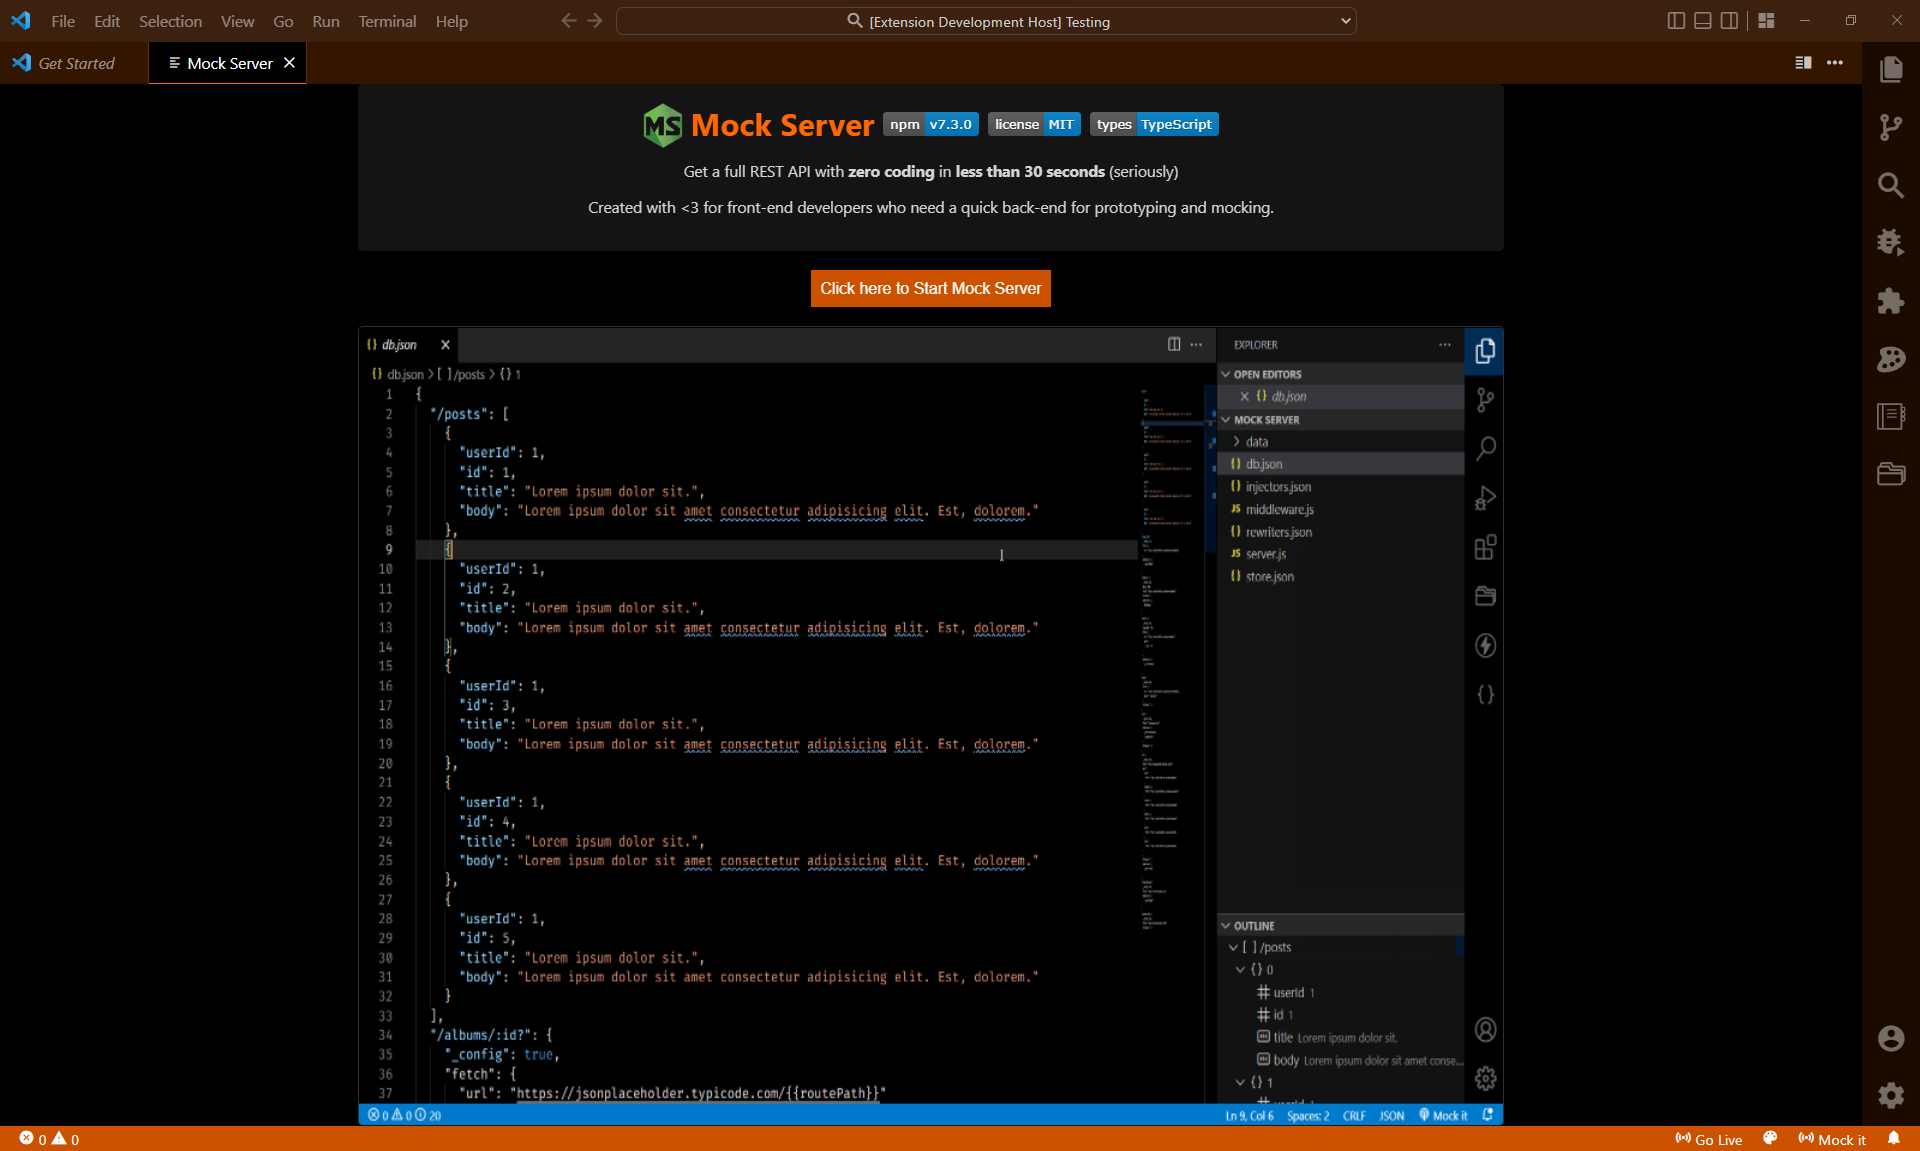 File Edit Selection View Go Run Terminal Help
[Extension Development Host] Testing
Get Started
Mock Server
MS Mock Server npm v7.3.0 license MIT types TypeScript
Get a full REST API with zero coding in less than 30 seconds (seriously)
Created with <3 for front-end developers who need a quick back-end for prototyping and mocking.
Click here to Start Mock Server
{} db.json
{} db.json > [ ] /posts > {} 1
1 {
2 "/posts": [
3 {
4 "userId": 1,
5 "id": 1,
6 "title": "Lorem ipsum dolor sit.",
7 "body": "Lorem ipsum dolor sit amet consectetur adipisicing elit. Est, dolorem."
8 },
9 {
10 "userId": 1,
11 "id": 2,
12 "title": "Lorem ipsum dolor sit.",
13 "body": "Lorem ipsum dolor sit amet consectetur adipisicing elit. Est, dolorem."
14 },
15 {
16 "userId": 1,
17 "id": 3,
18 "title": "Lorem ipsum dolor sit.",
19 "body": "Lorem ipsum dolor sit amet consectetur adipisicing elit. Est, dolorem."
20 },
21 {
22 "userId": 1,
23 "id": 4,
24 "title": "Lorem ipsum dolor sit.",
25 "body": "Lorem ipsum dolor sit amet consectetur adipisicing elit. Est, dolorem."
26 },
27 {
28 "userId": 1,
29 "id": 5,
30 "title": "Lorem ipsum dolor sit.",
31 "body": "Lorem ipsum dolor sit amet consectetur adipisicing elit. Est, dolorem."
32 }
33 ],
34 "/albums/:id?": {
35 "_config": true,
36 "fetch": {
37 "url": "https://jsonplaceholder.typicode.com/{{routePath}}"
EXPLORER
OPEN EDITORS
{} db.json
MOCK SERVER
data
{} db.json
{} injectors.json
JS middleware.js
{} rewriters.json
JS server.js
{} store.json
OUTLINE
[ ] /posts
{} 0
userId 1
id 1
title Lorem ipsum dolor sit.
body Lorem ipsum dolor sit amet conse...
{} 1
0 0 20
Ln 9, Col 6 Spaces: 2 CRLF JSON Mock it
0 0
Go Live Mock it